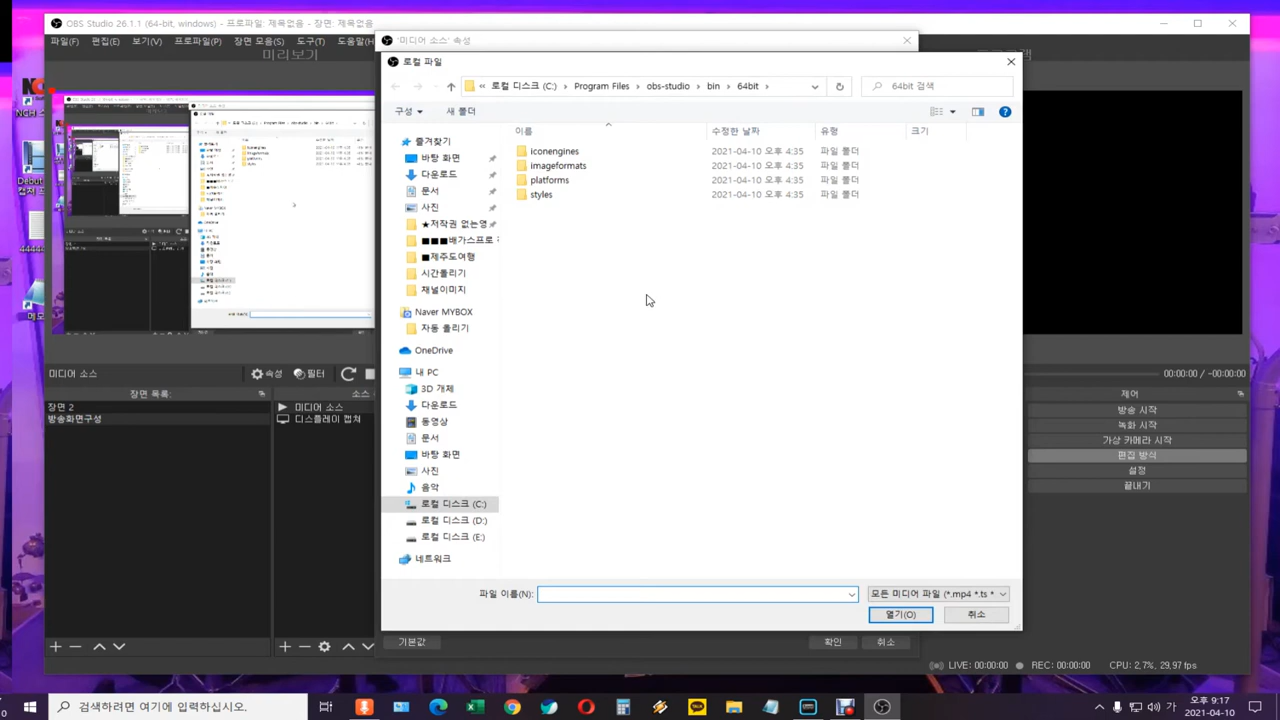 OBS Studio 26.1.1 (64-bit, windows) - 프로파일: 제목없음 - 장면: 제목없음
파일(F) 편집(E) 보기(V) 프로파일(P) 장면 모음(S) 도구(T) 도움말(H)
미리보기
'미디어 소스' 속성
로컬 파일
« 로컬 디스크 (C:) › Program Files › obs-studio › bin › 64bit ›
64bit 검색
구성 새 폴더
이름 수정한 날짜 유형 크기
iconengines 2021-04-10 오후 4:35 파일 폴더
imageformats 2021-04-10 오후 4:35 파일 폴더
platforms 2021-04-10 오후 4:35 파일 폴더
styles 2021-04-10 오후 4:35 파일 폴더
즐겨찾기
바탕 화면
다운로드
문서
사진
★저작권 없는영
■■■배가스프로
■제주도여행
시간돌리기
채널이미지
Naver MYBOX
자동 올리기
OneDrive
내 PC
3D 개체
다운로드
동영상
문서
바탕 화면
사진
음악
로컬 디스크 (C:)
로컬 디스크 (D:)
로컬 디스크 (E:)
네트워크
파일 이름(N):
모든 미디어 파일 (*.mp4 *.ts *
열기(O) 취소
기본값 확인 취소
미디어 소스 속성 필터
00:00:00 / -00:00:00
장면 목록: 소스
장면 2
방송화면구성
미디어 소스
디스플레이 캡쳐
제어
방송 시작
녹화 시작
가상 카메라 시작
편집 방식
설정
끝내기
LIVE: 00:00:00 REC: 00:00:00 CPU: 2.7%, 29.97 fps
검색하려면 여기에 입력하십시오.
가
오후 9:17
2021-04-10